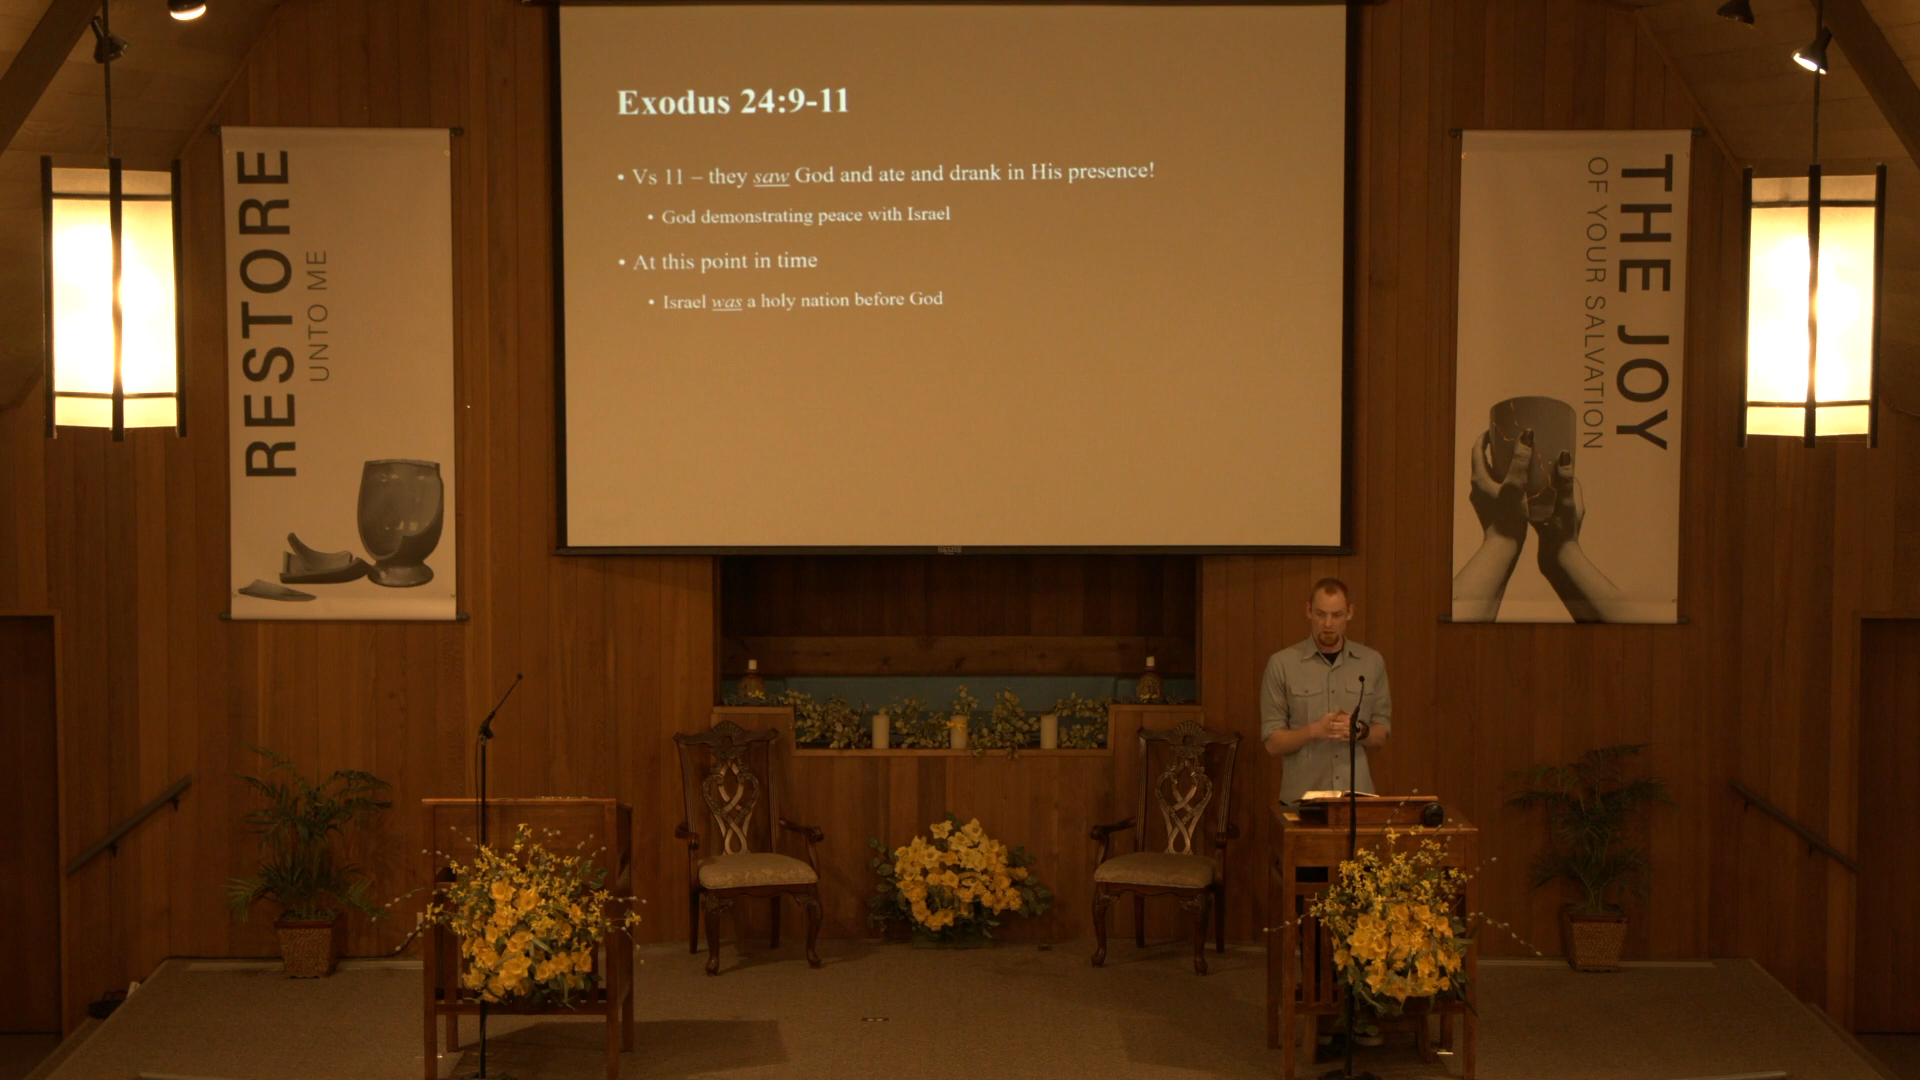 Exodus 24:9-11
• Vs 11 – they saw God and ate and drank in His presence!
• God demonstrating peace with Israel
• At this point in time
• Israel was a holy nation before God
RESTORE
UNTO ME
THE JOY
OF YOUR SALVATION